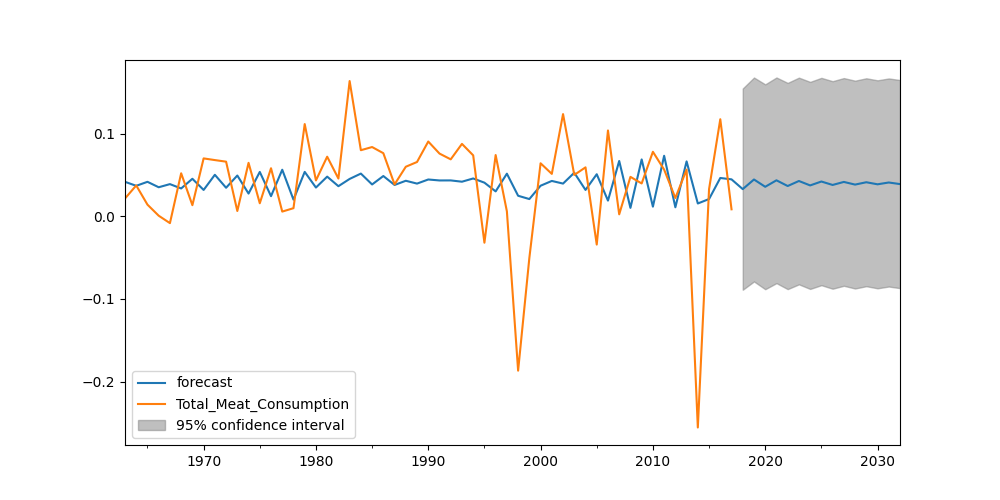 0.1
0.0
−0.1
−0.2
forecast
Total_Meat_Consumption
95% confidence interval
1970 1980 1990 2000 2010 2020 2030